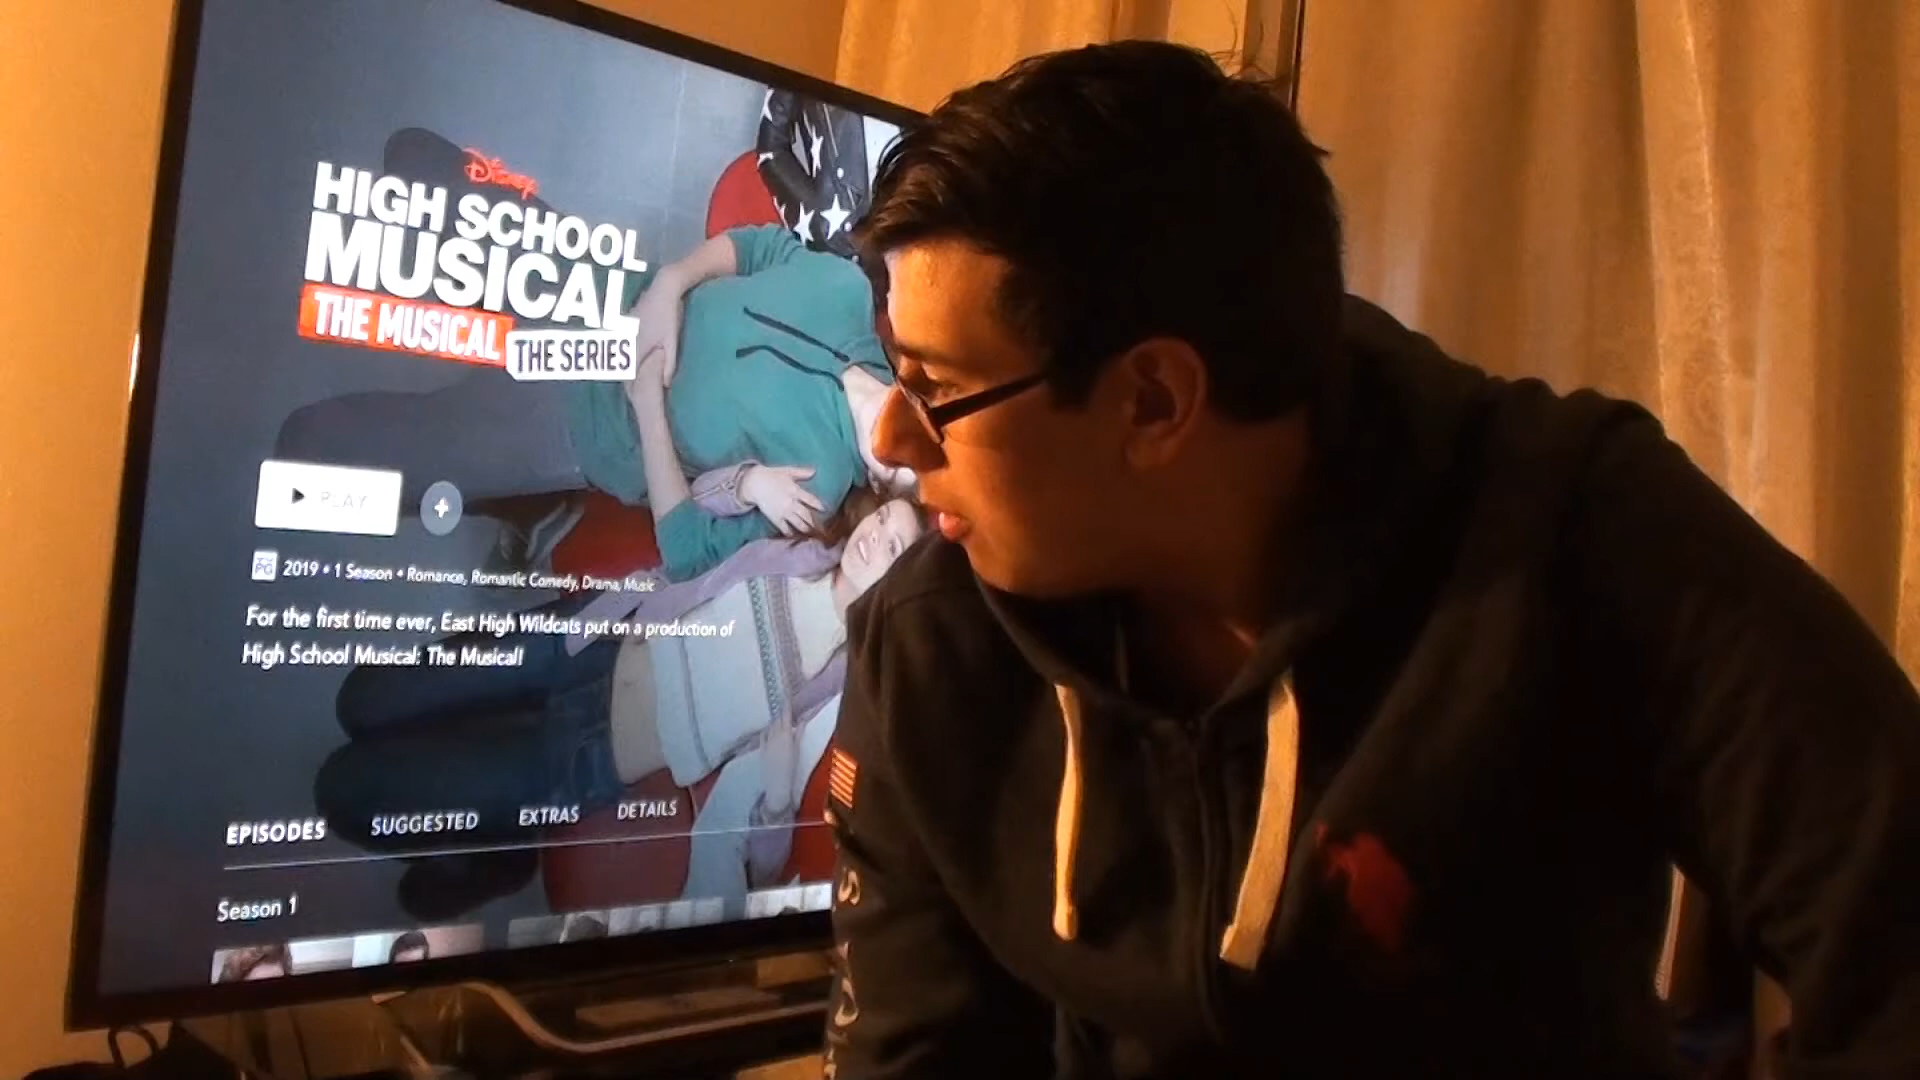 Disney
HIGH SCHOOL
MUSICAL
THE MUSICAL
THE SERIES
PLAY
PG 2019 • 1 Season • Romance, Romantic Comedy, Drama, Music
For the first time ever, East High Wildcats put on a production of
High School Musical: The Musical!
EPISODES SUGGESTED EXTRAS DETAILS
Season 1